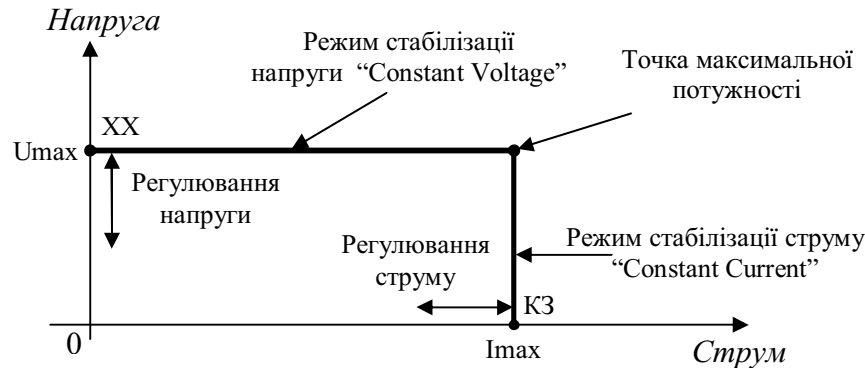 Напруга
Режим стабілізації
напруги “Constant Voltage”
Точка максимальної
потужності
ХХ
Umax
Регулювання
напруги
Регулювання
струму
Режим стабілізації струму
“Constant Current”
КЗ
0
Imax
Струм